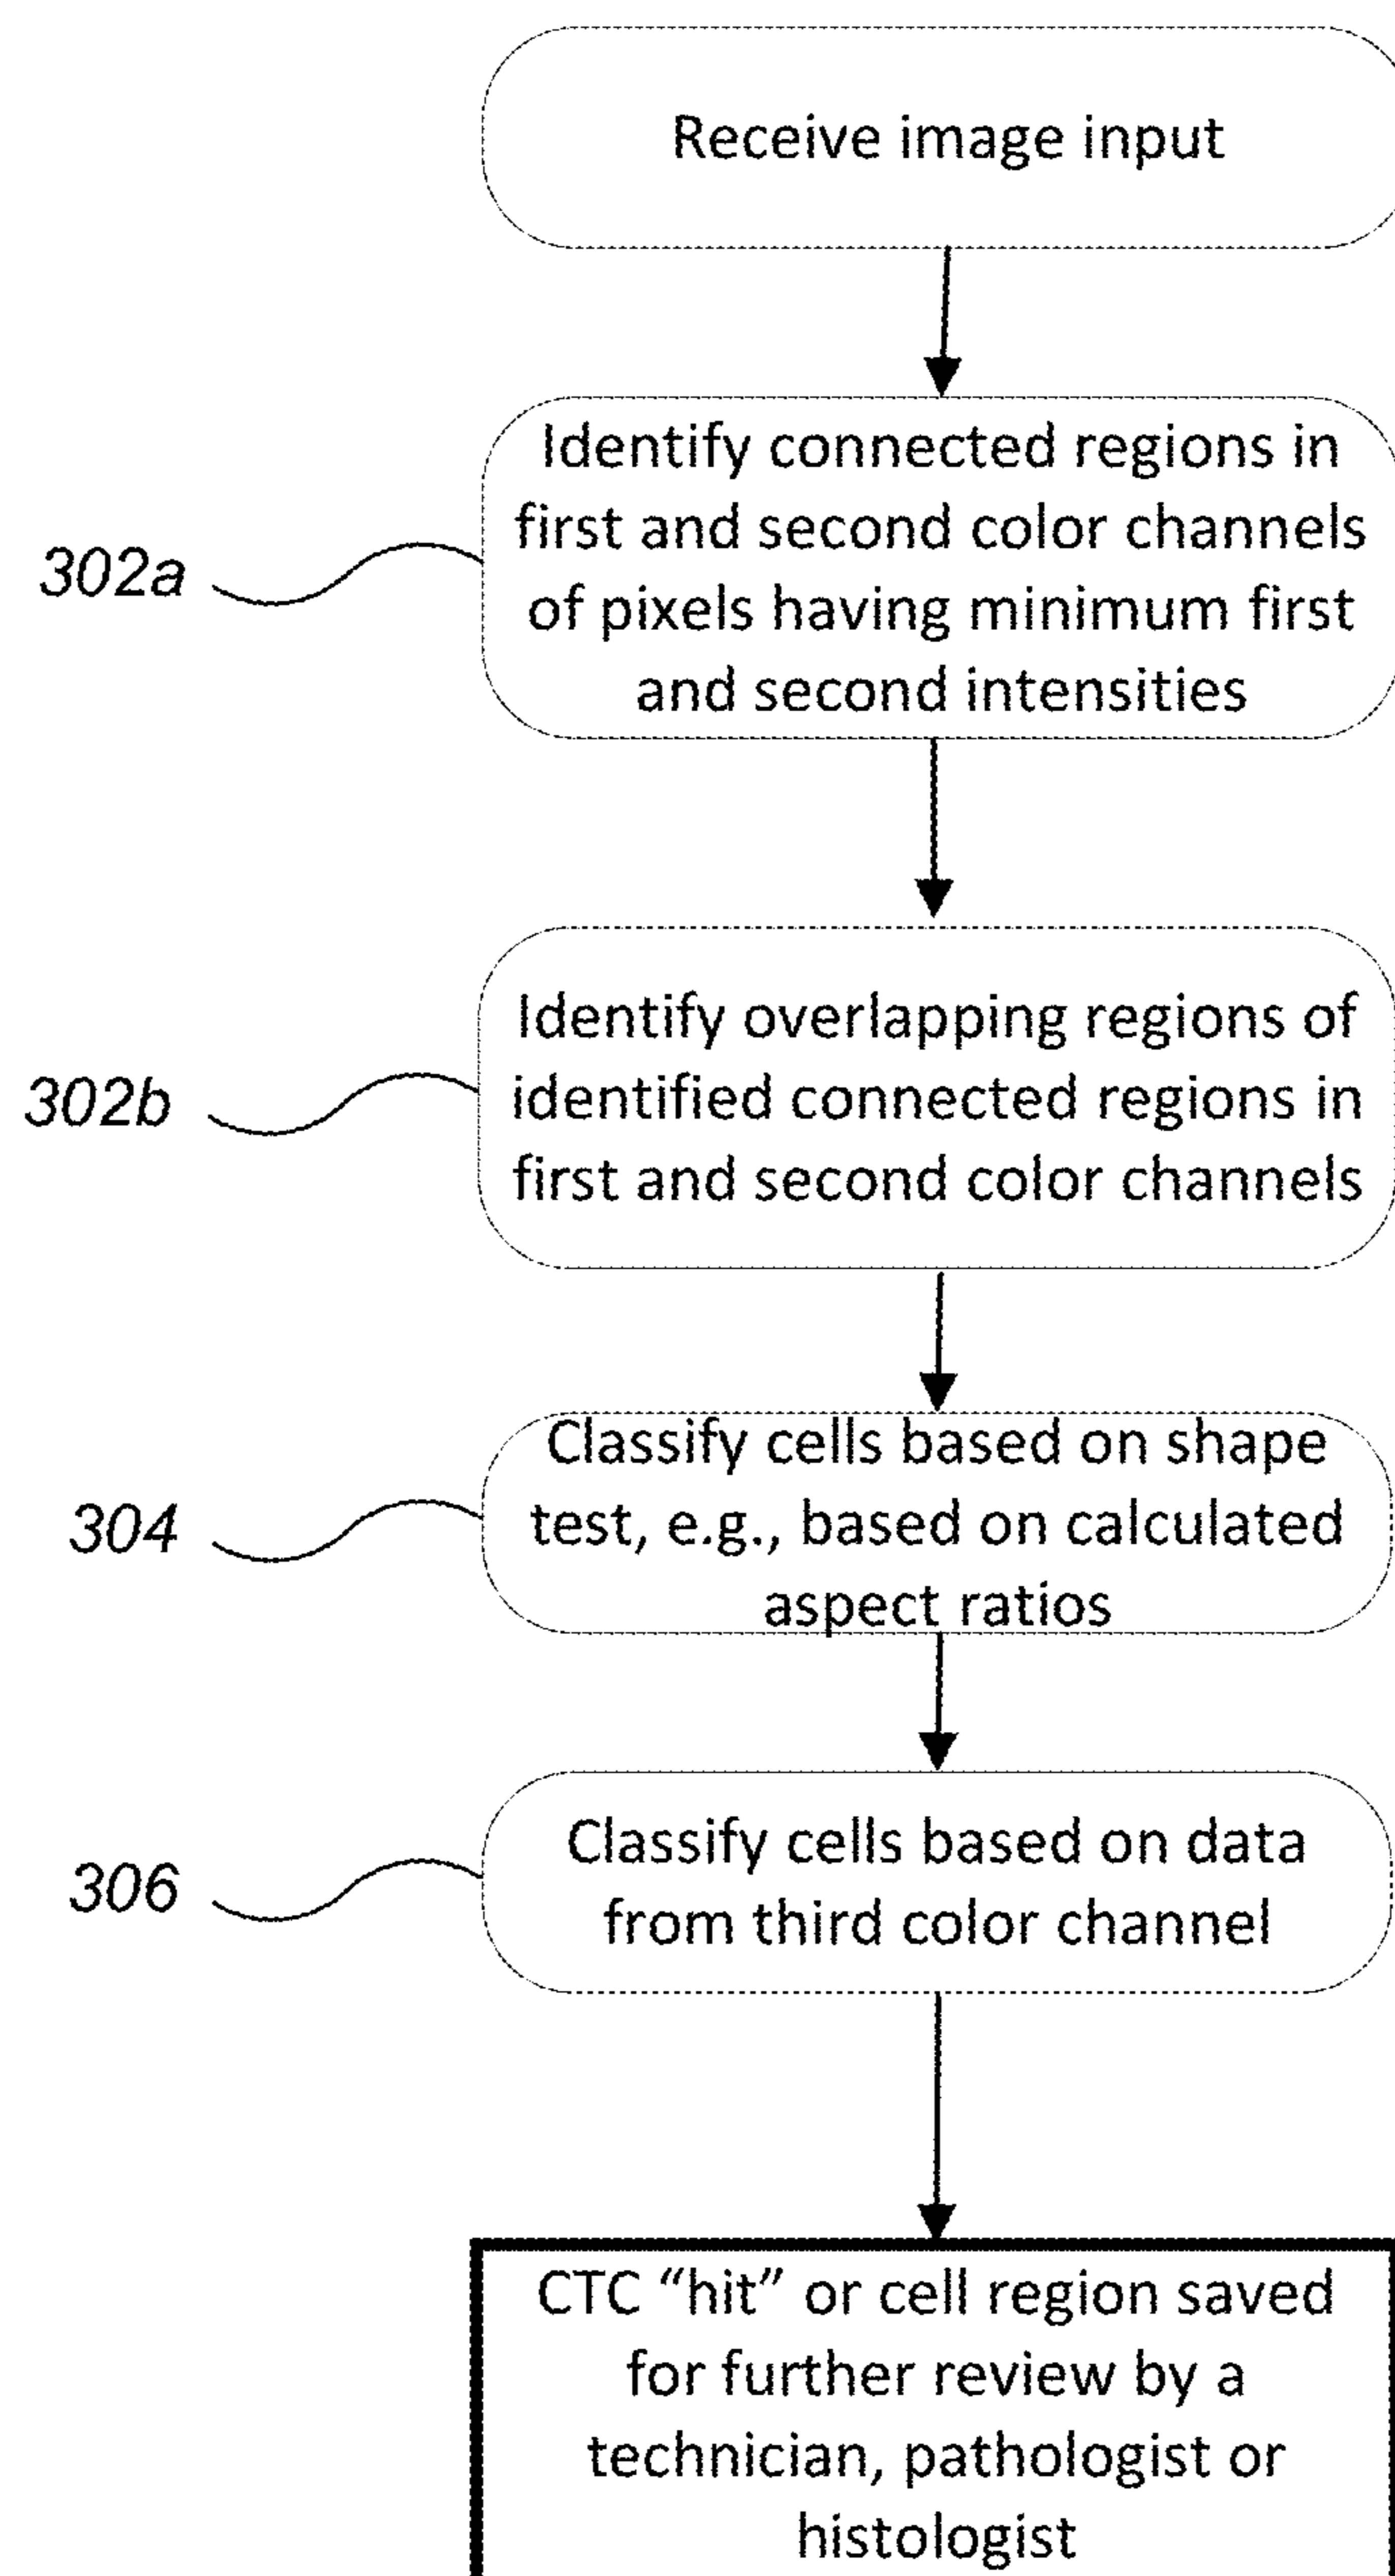 Receive image input
Identify connected regions in
first and second color channels
302a
of pixels having minimum first
and second intensities
Identify overlapping regions of
302b
identified connected regions in
first and second color channels
Classify cells based on shape
304
test, e.g., based on calculated
aspect ratios
Classify cells based on data
306
from third color channel
CTC “hit” or cell region saved
for further review by a
technician, pathologist or
histologist